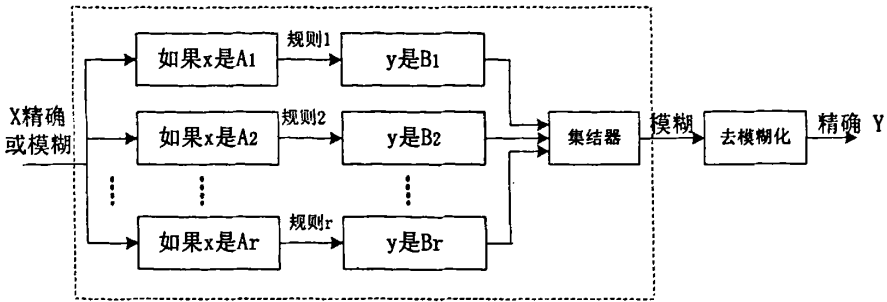 如果x是A1
规则1
y是B1
X精确
或模糊
如果x是A2
规则2
y是B2
集结器
模糊
去模糊化
精确 Y
如果x是Ar
规则r
y是Br